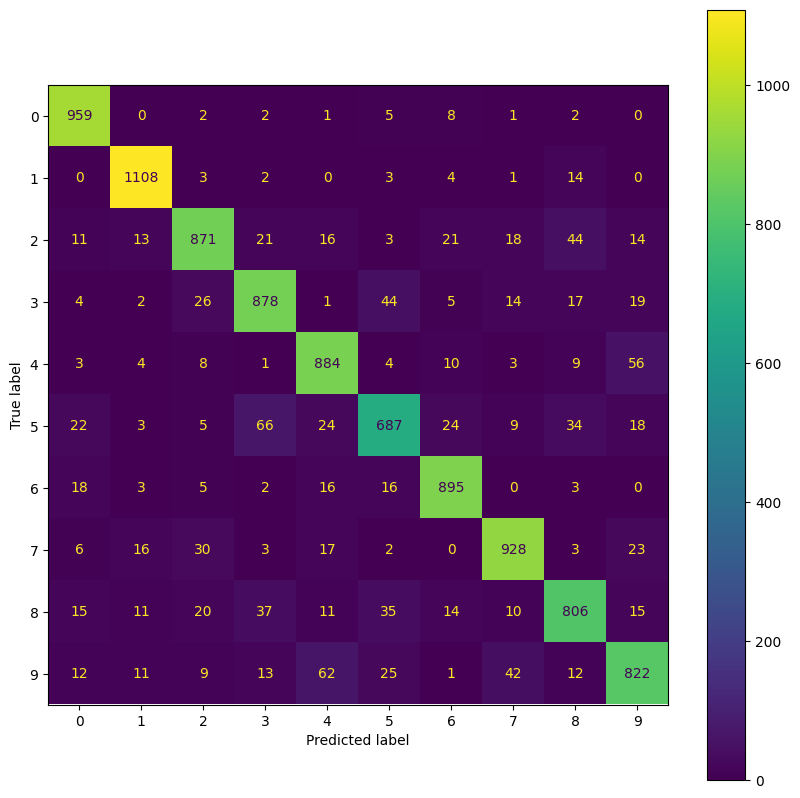 0 959 0 2 2 1 5 8 1 2 0
1 0 1108 3 2 0 3 4 1 14 0
2 11 13 871 21 16 3 21 18 44 14
3 4 2 26 878 1 44 5 14 17 19
4 3 4 8 1 884 4 10 3 9 56
5 22 3 5 66 24 687 24 9 34 18
6 18 3 5 2 16 16 895 0 3 0
7 6 16 30 3 17 2 0 928 3 23
8 15 11 20 37 11 35 14 10 806 15
9 12 11 9 13 62 25 1 42 12 822
0 1 2 3 4 5 6 7 8 9
Predicted label
True label
1000
800
600
400
200
0